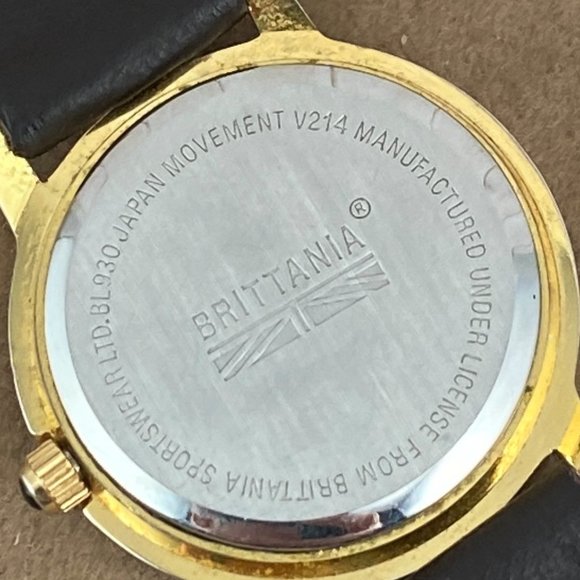 BRITTANIA®
BL930 JAPAN MOVEMENT V214 MANUFACTURED UNDER LICENSE FROM BRITTANIA SPORTSWEAR LTD.